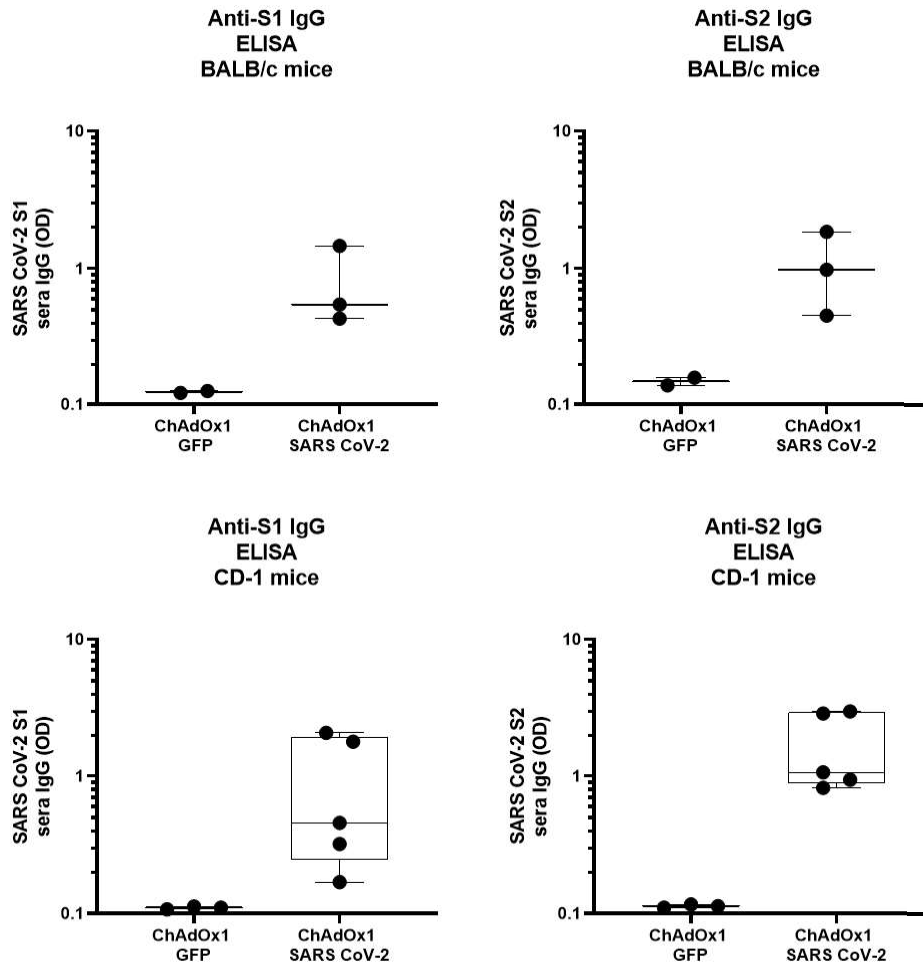 Anti-S1 IgG
ELISA
BALB/c mice
SARS CoV-2 S1
sera IgG (OD)
10
1
0.1
ChAdOx1
GFP
ChAdOx1
SARS CoV-2
Anti-S2 IgG
ELISA
BALB/c mice
SARS CoV-2 S2
sera IgG (OD)
10
1
0.1
ChAdOx1
GFP
ChAdOx1
SARS CoV-2
Anti-S1 IgG
ELISA
CD-1 mice
SARS CoV-2 S1
sera IgG (OD)
10
1
0.1
ChAdOx1
GFP
ChAdOx1
SARS CoV-2
Anti-S2 IgG
ELISA
CD-1 mice
SARS CoV-2 S2
sera IgG (OD)
10
1
0.1
ChAdOx1
GFP
ChAdOx1
SARS CoV-2